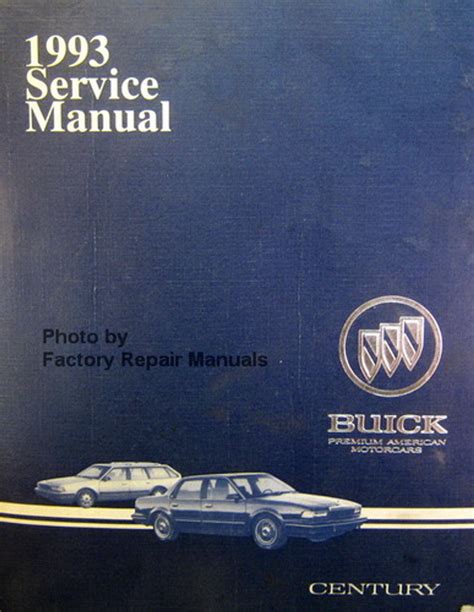 1993
Service
Manual
Photo by
Factory Repair Manuals
BUICK
PREMIUM AMERICAN
MOTORCARS
CENTURY